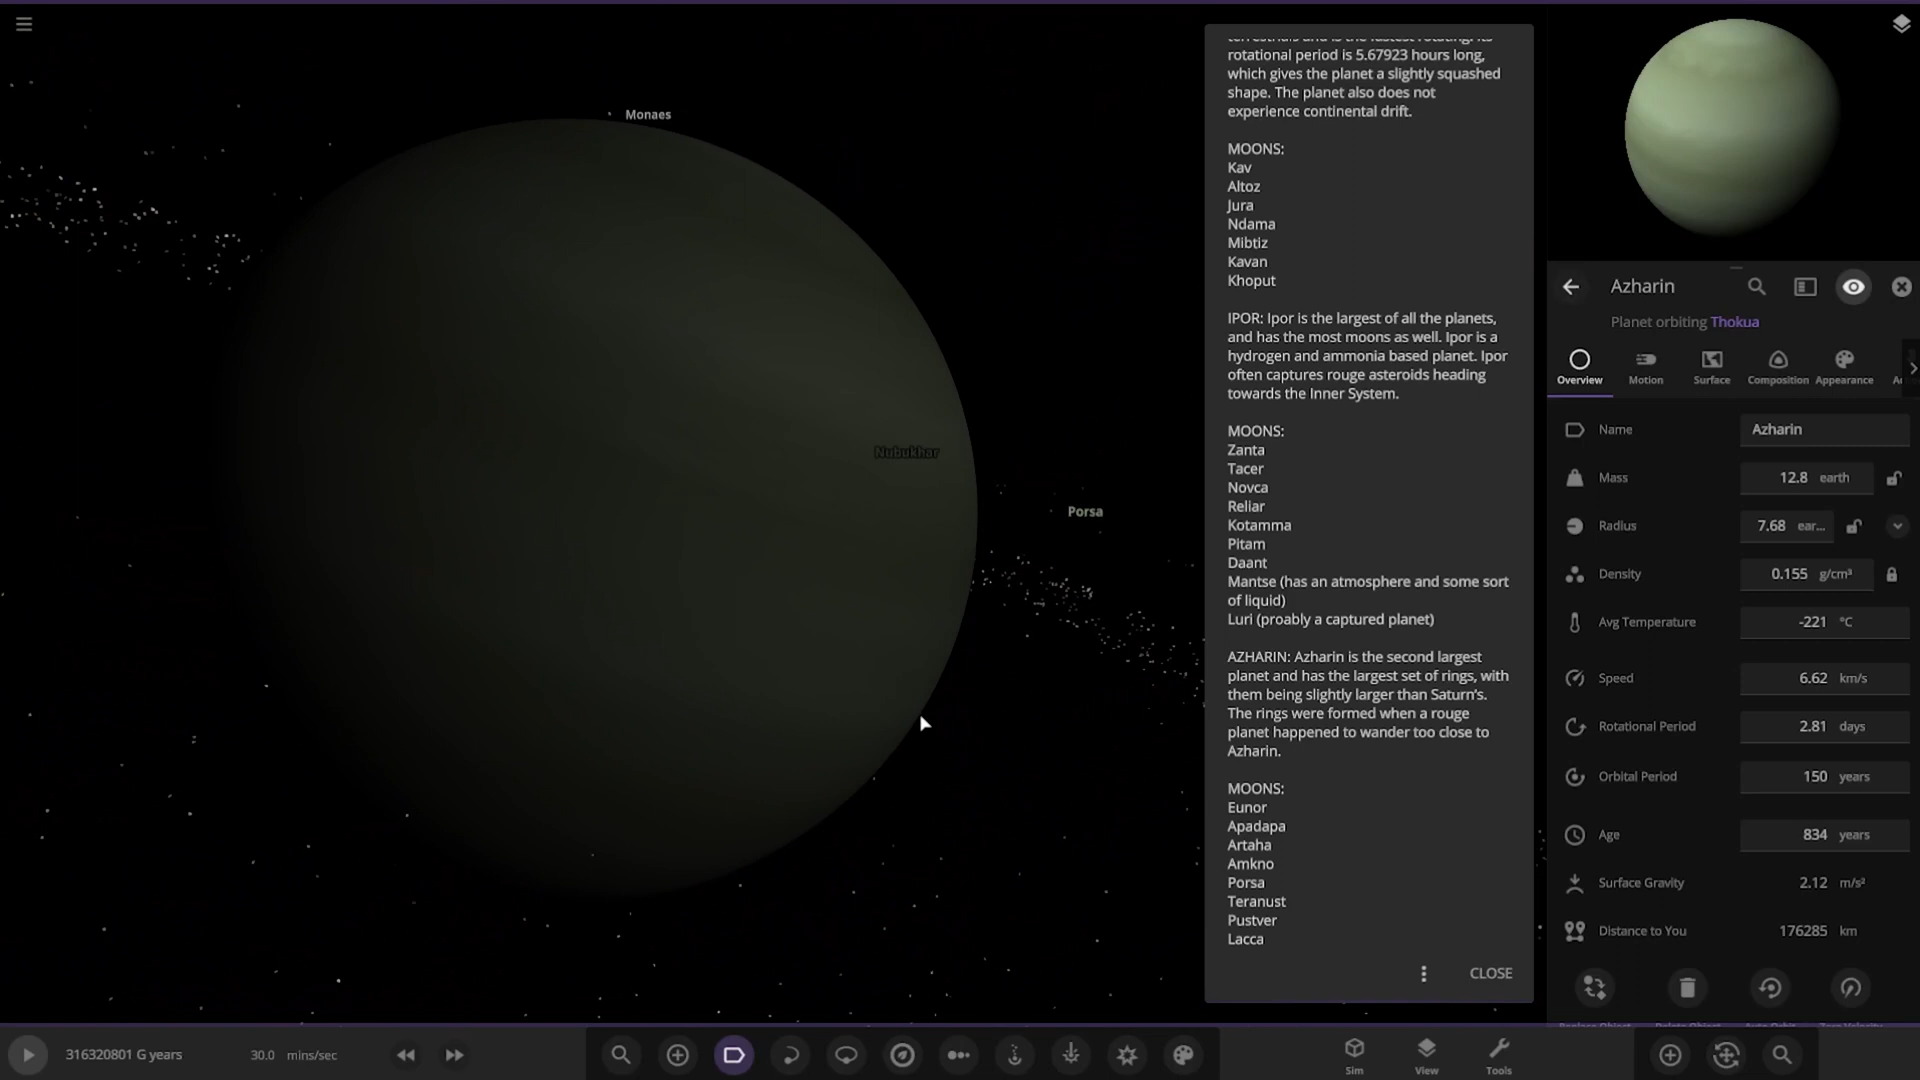 Monaes
Nubukhar
Porsa
rotational period is 5.67923 hours long,
which gives the planet a slightly squashed
shape. The planet also does not
experience continental drift.
MOONS:
Kav
Altoz
Jura
Ndama
Mibtiz
Kavan
Khoput
IPOR: Ipor is the largest of all the planets,
and has the most moons as well. Ipor is a
hydrogen and ammonia based planet. Ipor
often captures rouge asteroids heading
towards the Inner System.
MOONS:
Zanta
Tacer
Novca
Reliar
Kotamma
Pitam
Daant
Mantse (has an atmosphere and some sort
of liquid)
Luri (proably a captured planet)
AZHARIN: Azharin is the second largest
planet and has the largest set of rings, with
them being slightly larger than Saturn's.
The rings were formed when a rouge
planet happened to wander too close to
Azharin.
MOONS:
Eunor
Apadapa
Artaha
Amkno
Porsa
Teranust
Pustver
Lacca
CLOSE
Azharin
Planet orbiting Thokua
Overview Motion Surface Composition Appearance
Name Azharin
Mass 12.8 earth
Radius 7.68 ear...
Density 0.155 g/cm³
Avg Temperature -221 °C
Speed 6.62 km/s
Rotational Period 2.81 days
Orbital Period 150 years
Age 834 years
Surface Gravity 2.12 m/s²
Distance to You 176285 km
316320801 G years 30.0 mins/sec
Sim View Tools